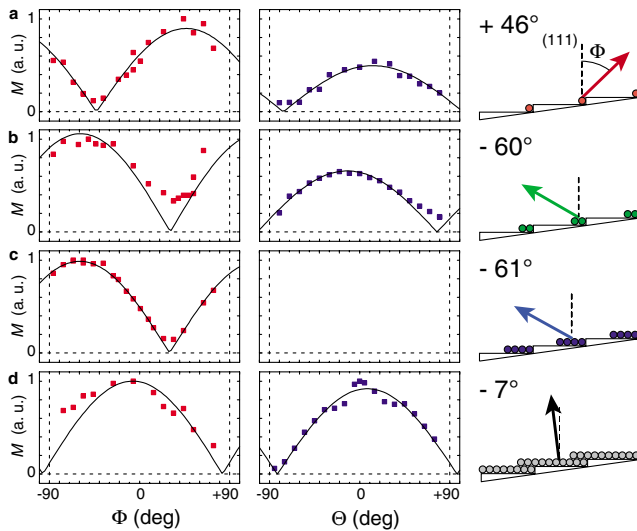 a
M (a. u.)
1
0
+ 46°
(111)
Φ
b
M (a. u.)
1
0
- 60°
c
M (a. u.)
1
0
- 61°
d
M (a. u.)
1
0
- 7°
-90 0 +90 -90 0 +90
Φ (deg) Θ (deg)